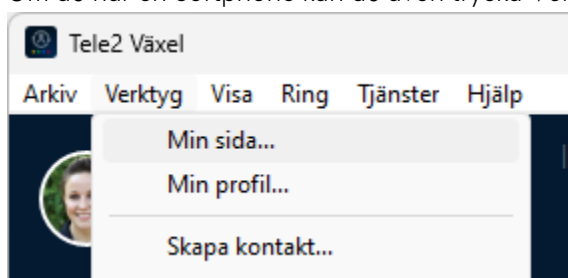 Om du har en softphone kan du även trycka
Tele2 Växel
Arkiv Verktyg Visa Ring Tjänster Hjälp
Min sida...
Min profil...
Skapa kontakt...